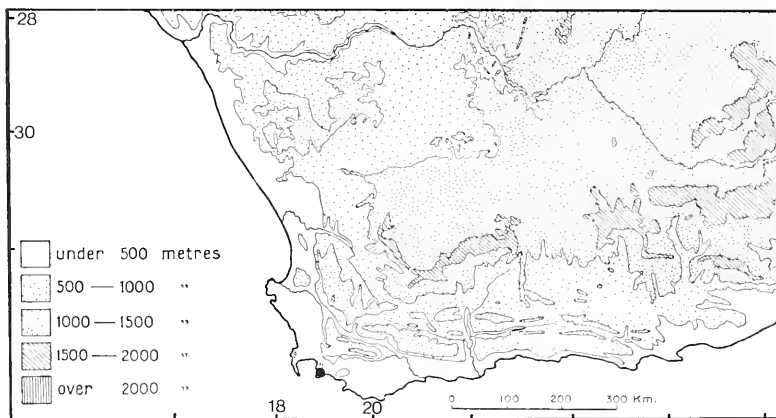 28
30
under 500 metres
500 — 1000 "
1000 — 1500 "
1500 — 2000 "
over 2000 "
0 100 200 300 Km.
18 20